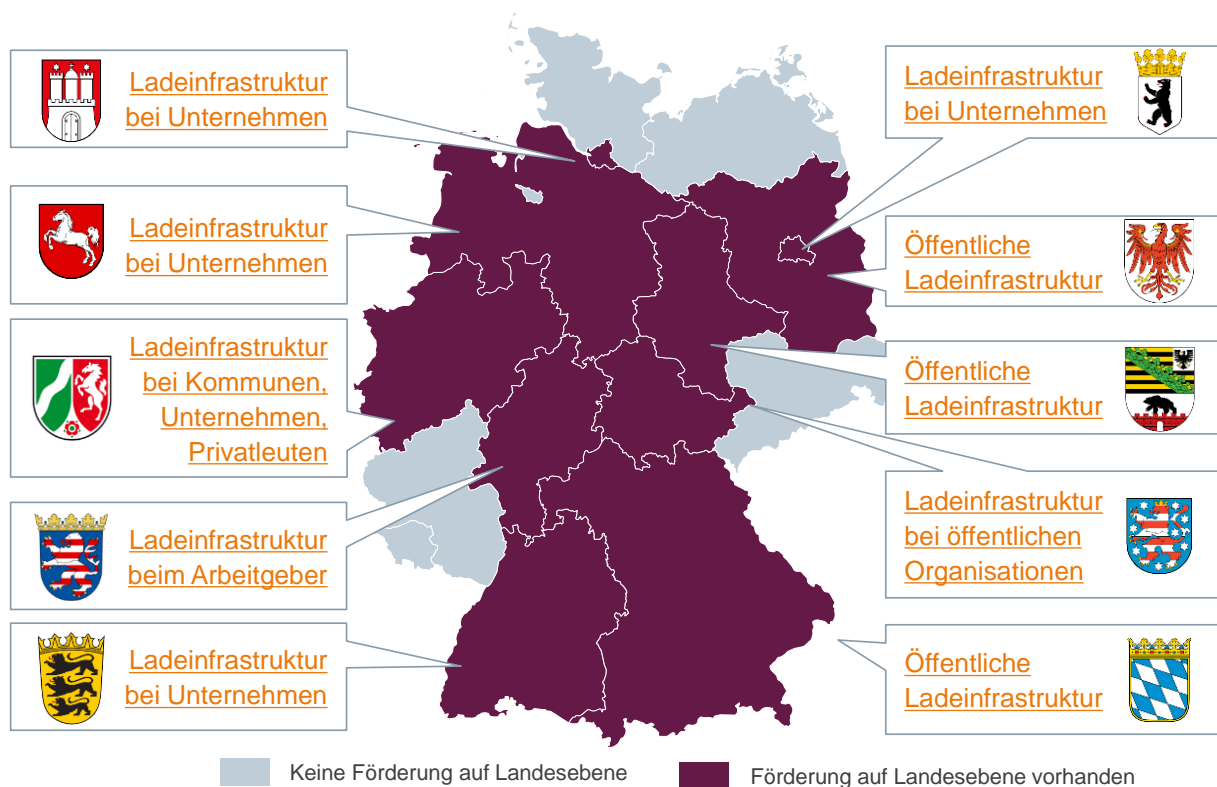 Ladeinfrastruktur
bei Unternehmen
Ladeinfrastruktur
bei Unternehmen
Ladeinfrastruktur
bei Kommunen,
Unternehmen,
Privatleuten
Ladeinfrastruktur
beim Arbeitgeber
Ladeinfrastruktur
bei Unternehmen
Ladeinfrastruktur
bei Unternehmen
Öffentliche
Ladeinfrastruktur
Öffentliche
Ladeinfrastruktur
Ladeinfrastruktur
bei öffentlichen
Organisationen
Öffentliche
Ladeinfrastruktur
Keine Förderung auf Landesebene
Förderung auf Landesebene vorhanden